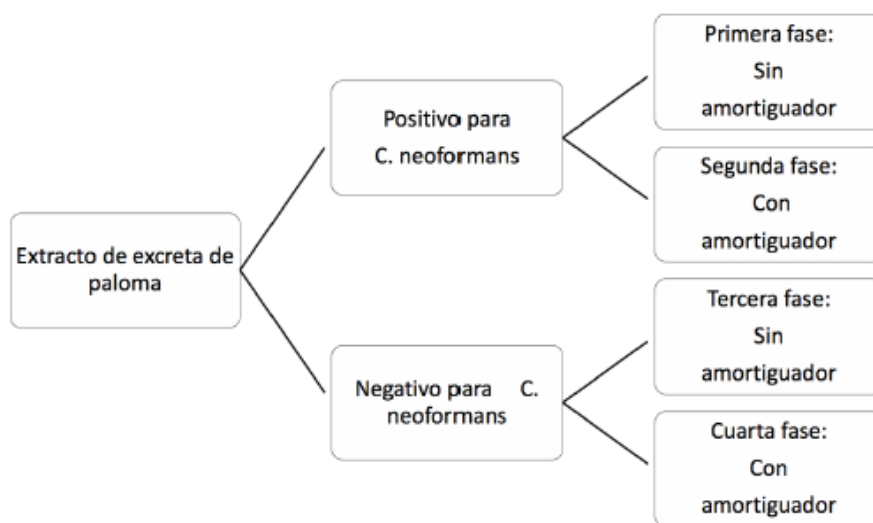 Extracto de excreta de
paloma
Positivo para
C. neoformans
Primera fase:
Sin
amortiguador
Segunda fase:
Con
amortiguador
Negativo para C.
neoformans
Tercera fase:
Sin
amortiguador
Cuarta fase:
Con
amortiguador